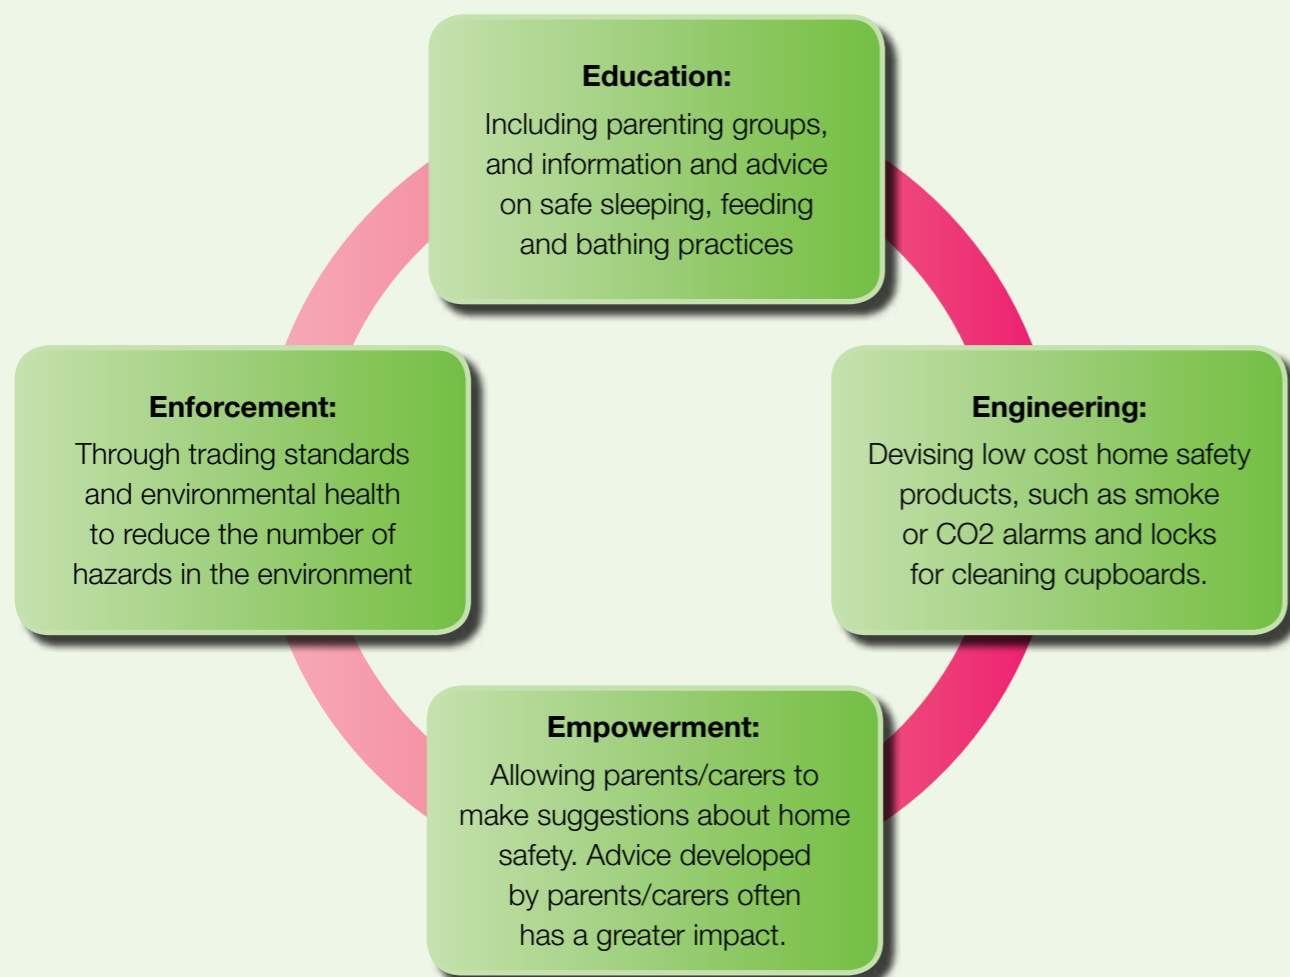 Education:
Including parenting groups,
and information and advice
on safe sleeping, feeding
and bathing practices
Enforcement:
Through trading standards
and environmental health
to reduce the number of
hazards in the environment
Engineering:
Devising low cost home safety
products, such as smoke
or CO2 alarms and locks
for cleaning cupboards.
Empowerment:
Allowing parents/carers to
make suggestions about home
safety. Advice developed
by parents/carers often
has a greater impact.